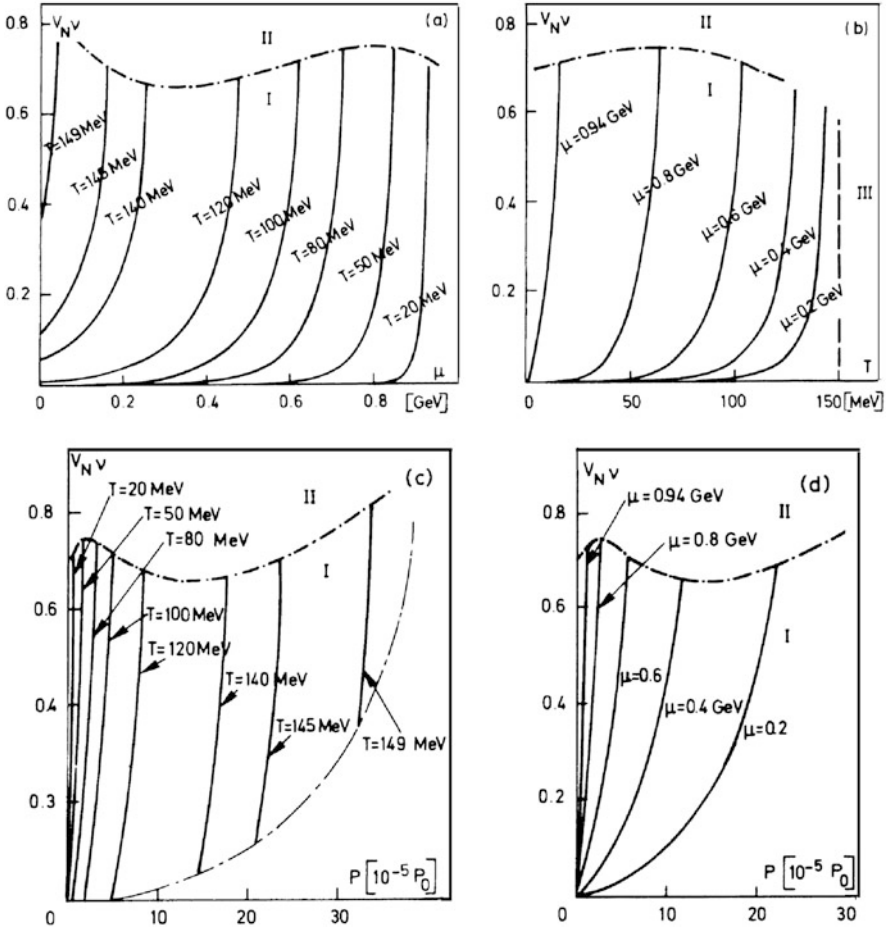 V_N ν
(a)
II
0.8
0.6
0.4
0.2
I
T=149 MeV
T=145 MeV
T=140 MeV
T=120 MeV
T=100 MeV
T=80 MeV
T=50 MeV
T=20 MeV
μ
0
0.2
0.4
0.6
0.8
[GeV]
V_N ν
(b)
II
0.8
0.6
0.4
0.2
I
III
μ=0.94 GeV
μ=0.8 GeV
μ=0.6 GeV
μ=0.4 GeV
μ=0.2 GeV
T
0
50
100
150 [MeV]
V_N ν
(c)
T=20 MeV
T=50 MeV
T=80 MeV
II
0.8
0.6
0.4
0.3
I
T=100 MeV
T=120 MeV
T=140 MeV
T=145 MeV
T=149 MeV
P [10⁻⁵ P₀]
0
10
20
30
V_N ν
(d)
μ=0.94 GeV
μ=0.8 GeV
II
0.8
0.6
0.4
0.2
I
μ=0.6
μ=0.4 GeV
μ=0.2
P [10⁻⁵ P₀]
0
10
20
30